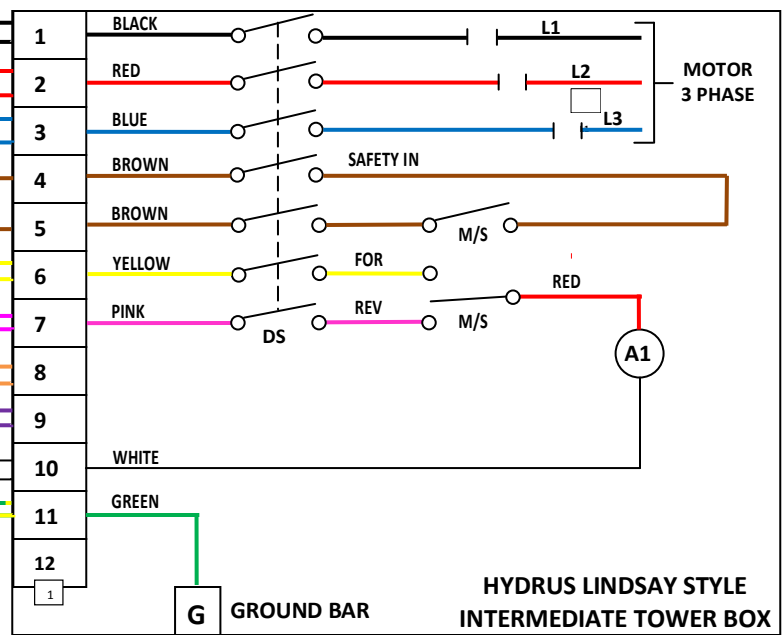 1 BLACK L1
2 RED L2 MOTOR
3 PHASE
3 BLUE L3
4 BROWN SAFETY IN
5 BROWN M/S
6 YELLOW FOR RED
7 PINK DS REV M/S
A1
8
9
10 WHITE
11 GREEN
12
1
G GROUND BAR
HYDRUS LINDSAY STYLE
INTERMEDIATE TOWER BOX